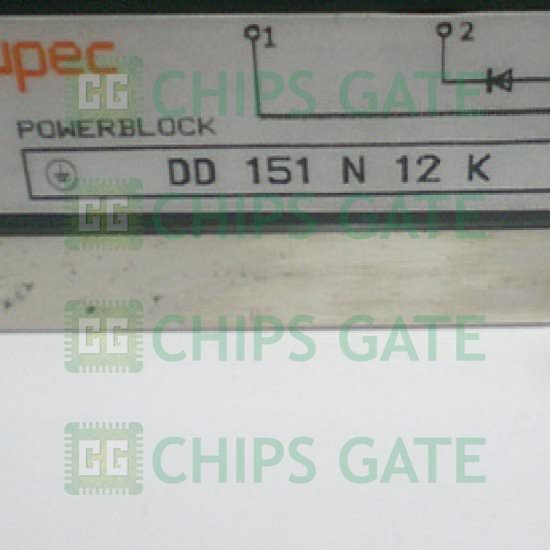 upec
1
2
CHIPS GATE
POWERBLOCK
DD 151 N 12 K
CHIPS GATE
CHIPS GATE
CHIPS GATE